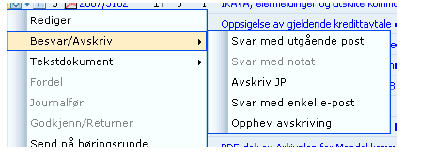 2007/5102
Rediger
Oppsigelse av gjeldende kredittavtale
Besvar/Avskriv
Svar med utgående post
Tekstdokument
Svar med notat
Fordel
Avskriv JP
Journalfør
Svar med enkel e-post
Godkjenn/Returner
Opphev avskriving
Send på høringsrunde